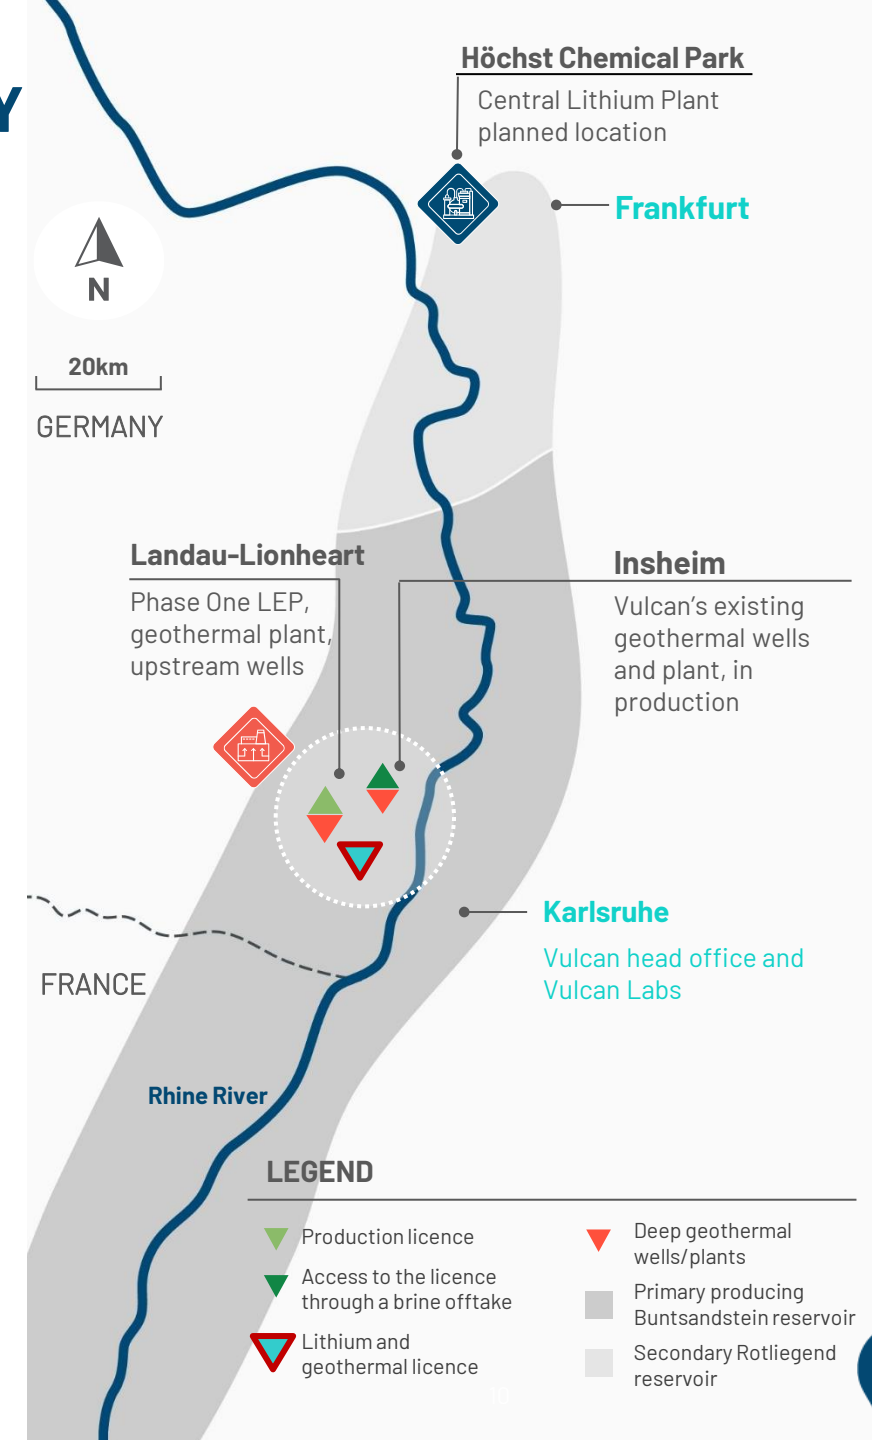 Y
Höchst Chemical Park
Central Lithium Plant
planned location
Frankfurt
N
20km
GERMANY
Landau-Lionheart
Phase One LEP,
geothermal plant,
upstream wells
Insheim
Vulcan’s existing
geothermal wells
and plant, in
production
Karlsruhe
Vulcan head office and
Vulcan Labs
FRANCE
Rhine River
LEGEND
Production licence
Access to the licence
through a brine offtake
Lithium and
geothermal licence
Deep geothermal
wells/plants
Primary producing
Buntsandstein reservoir
Secondary Rotliegend
reservoir
10